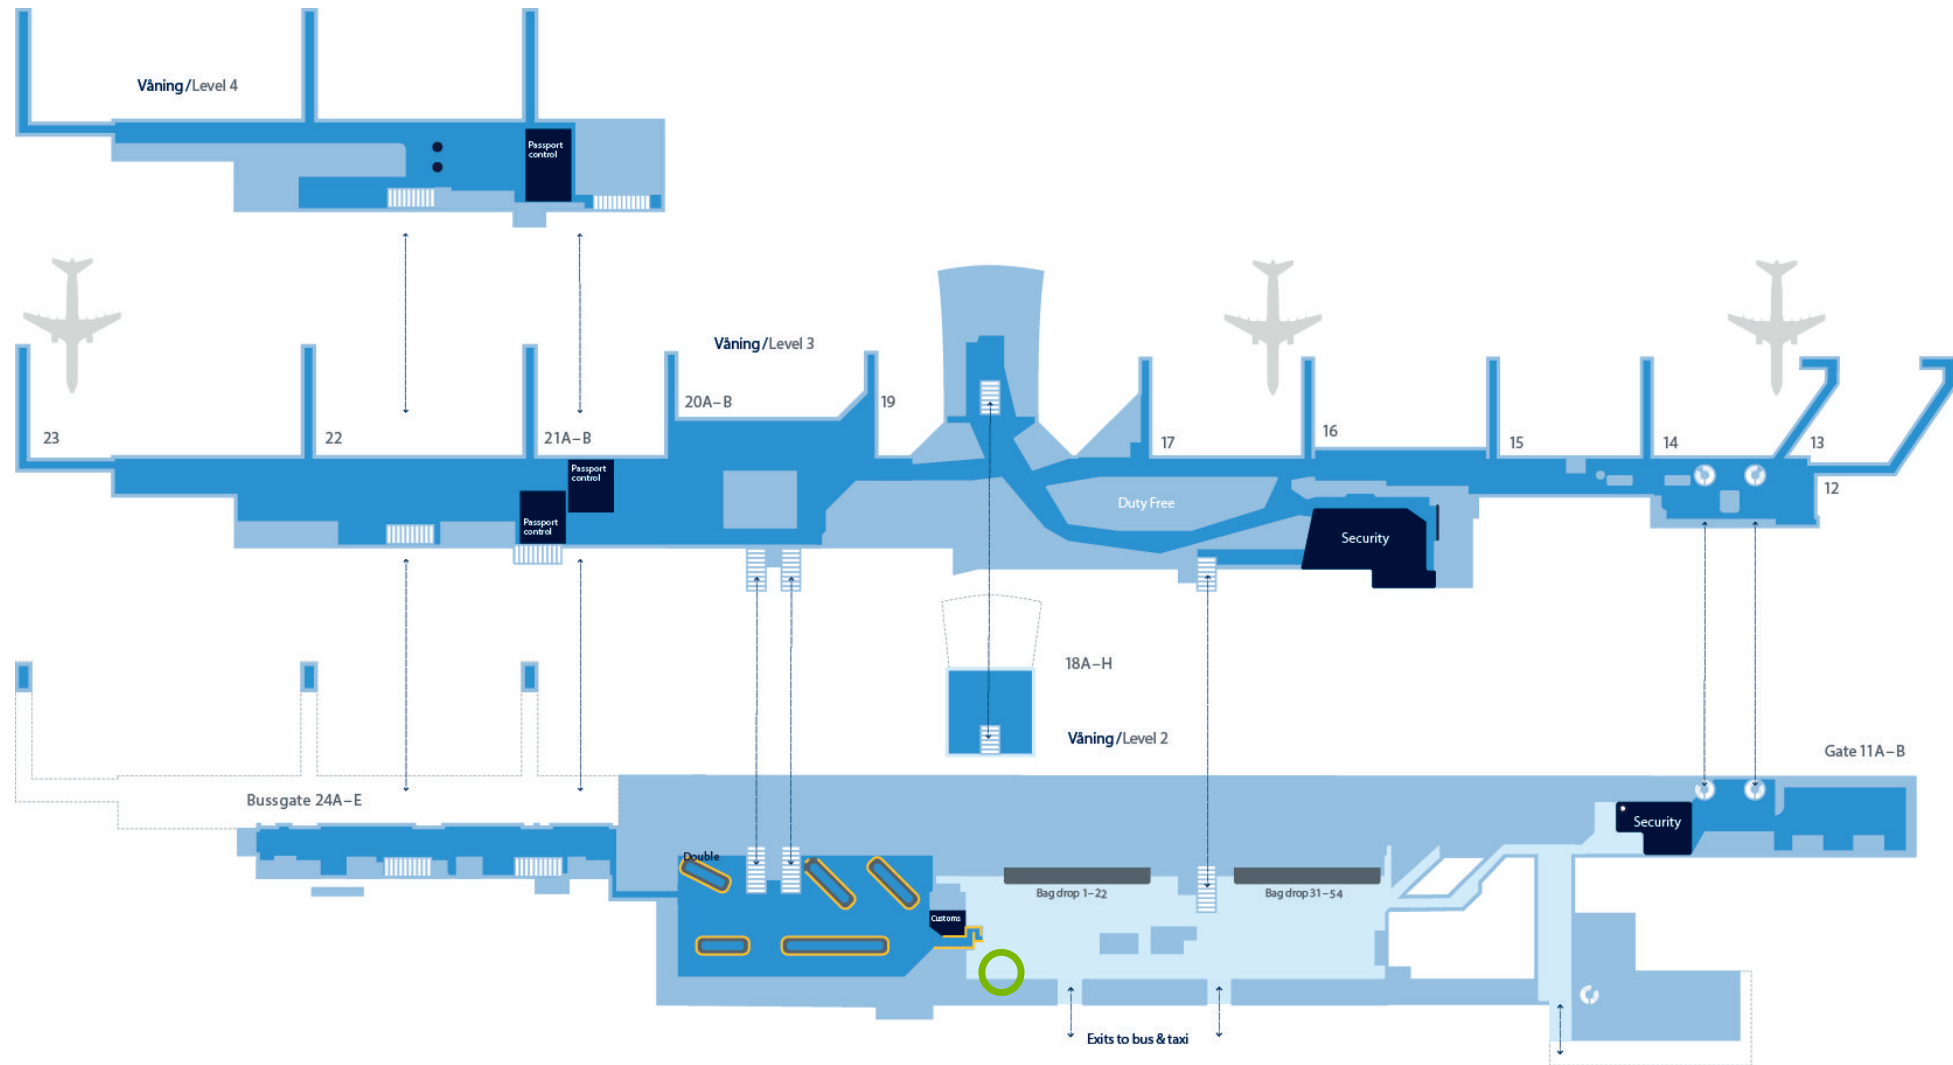 Våning/Level 4
Passport
control
Våning/Level 3
20A–B
19
23
22
21A–B
17
16
15
14
13
12
Passport
control
Passport
control
Duty Free
Security
18A–H
Våning/Level 2
Gate 11A–B
Bussgate 24A–E
Security
Double
Bag drop 1–22
Bag drop 31–54
Customs
Exits to bus & taxi